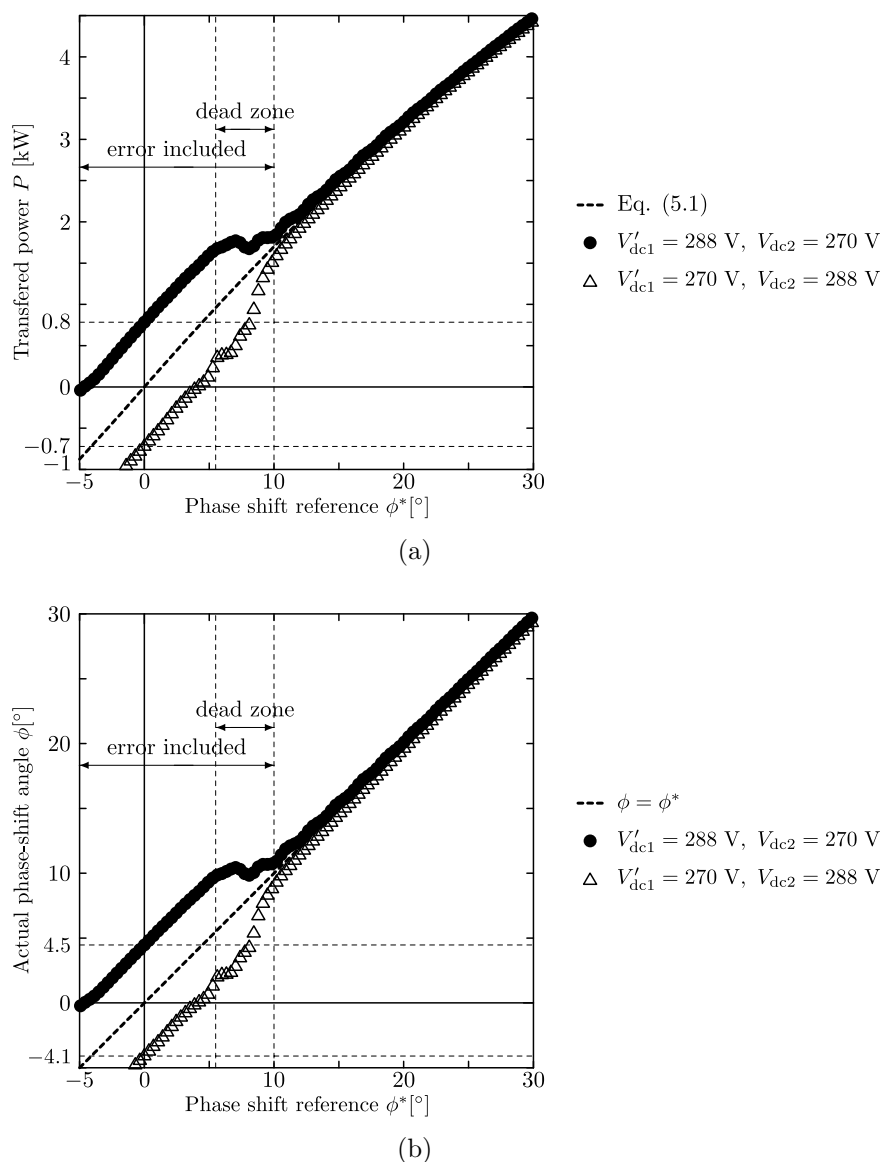 4
3
2
0.8
0
−0.7
−1
Transfered power P [kW]
dead zone
error included
−5 0 10 20 30
Phase shift reference ϕ*[°]
Eq. (5.1)
V′dc1 = 288 V, Vdc2 = 270 V
V′dc1 = 270 V, Vdc2 = 288 V
(a)
30
20
10
4.5
0
−4.1
Actual phase-shift angle ϕ[°]
dead zone
error included
−5 0 10 20 30
Phase shift reference ϕ*[°]
ϕ = ϕ*
V′dc1 = 288 V, Vdc2 = 270 V
V′dc1 = 270 V, Vdc2 = 288 V
(b)